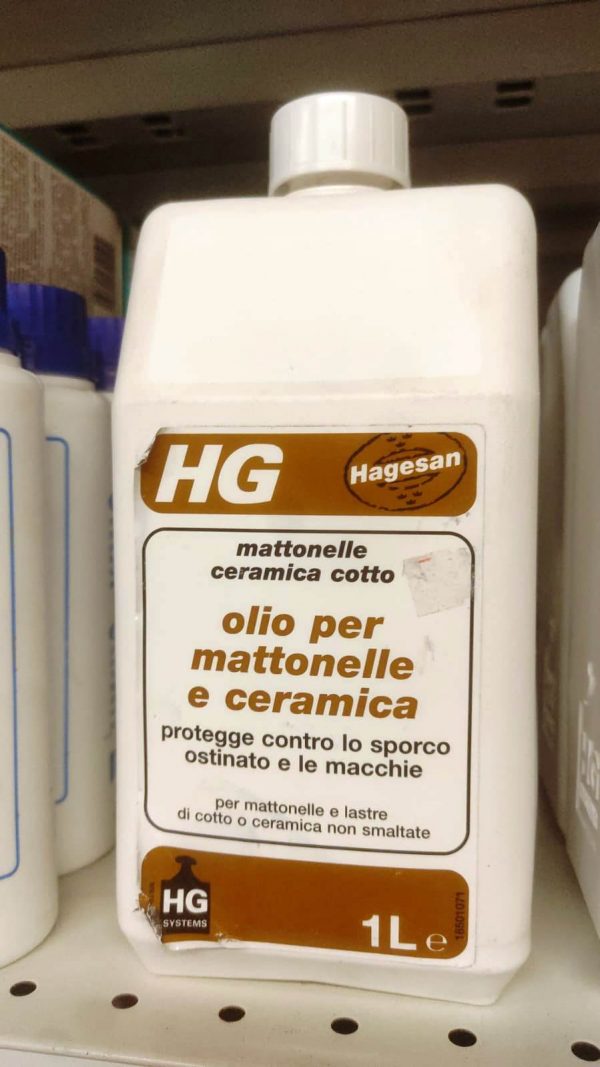 HG
Hagesan
mattonelle
ceramica cotto
olio per
mattonelle
e ceramica
protegge contro lo sporco
ostinato e le macchie
per mattonelle e lastre
di cotto o ceramica non smaltate
HG
SYSTEMS
1L e
18501071